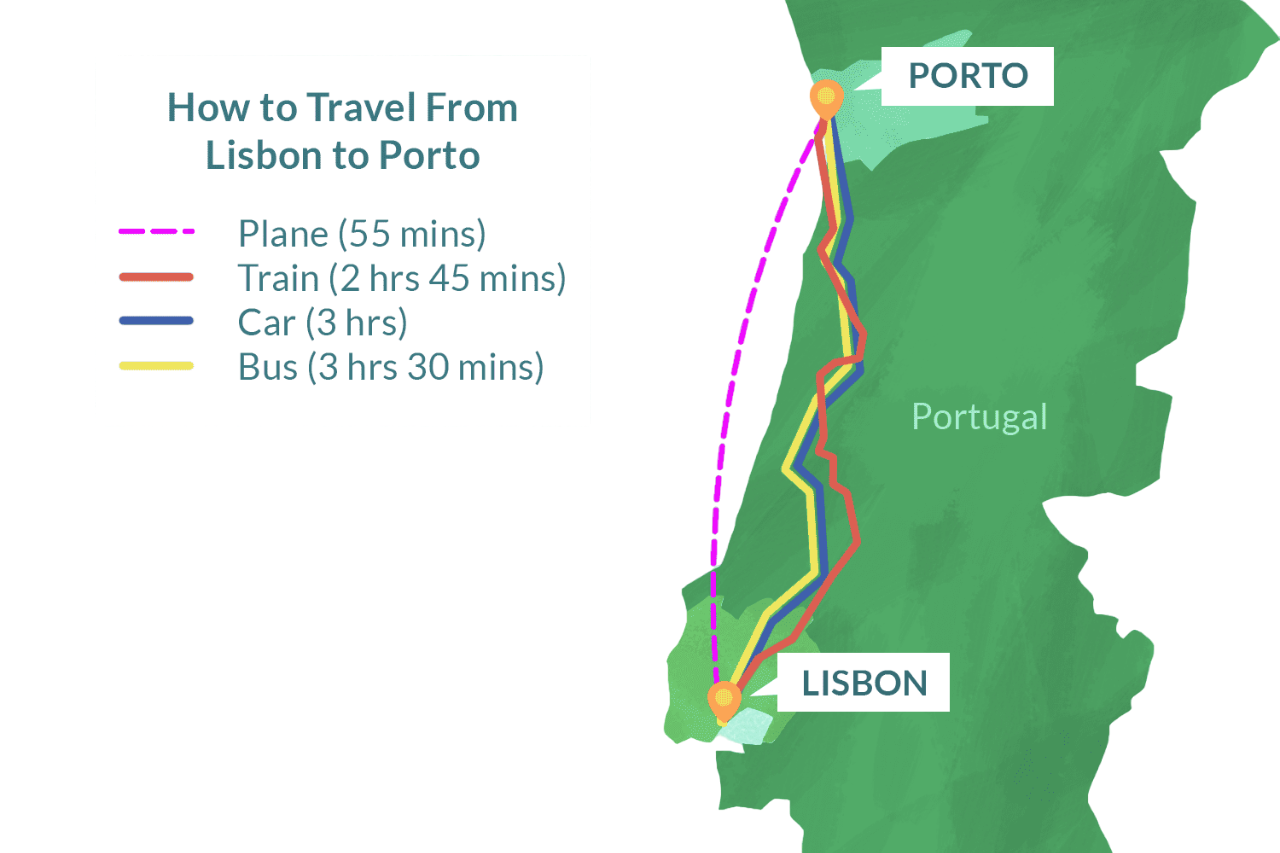 How to Travel From
Lisbon to Porto
Plane (55 mins)
Train (2 hrs 45 mins)
Car (3 hrs)
Bus (3 hrs 30 mins)
PORTO
Portugal
LISBON